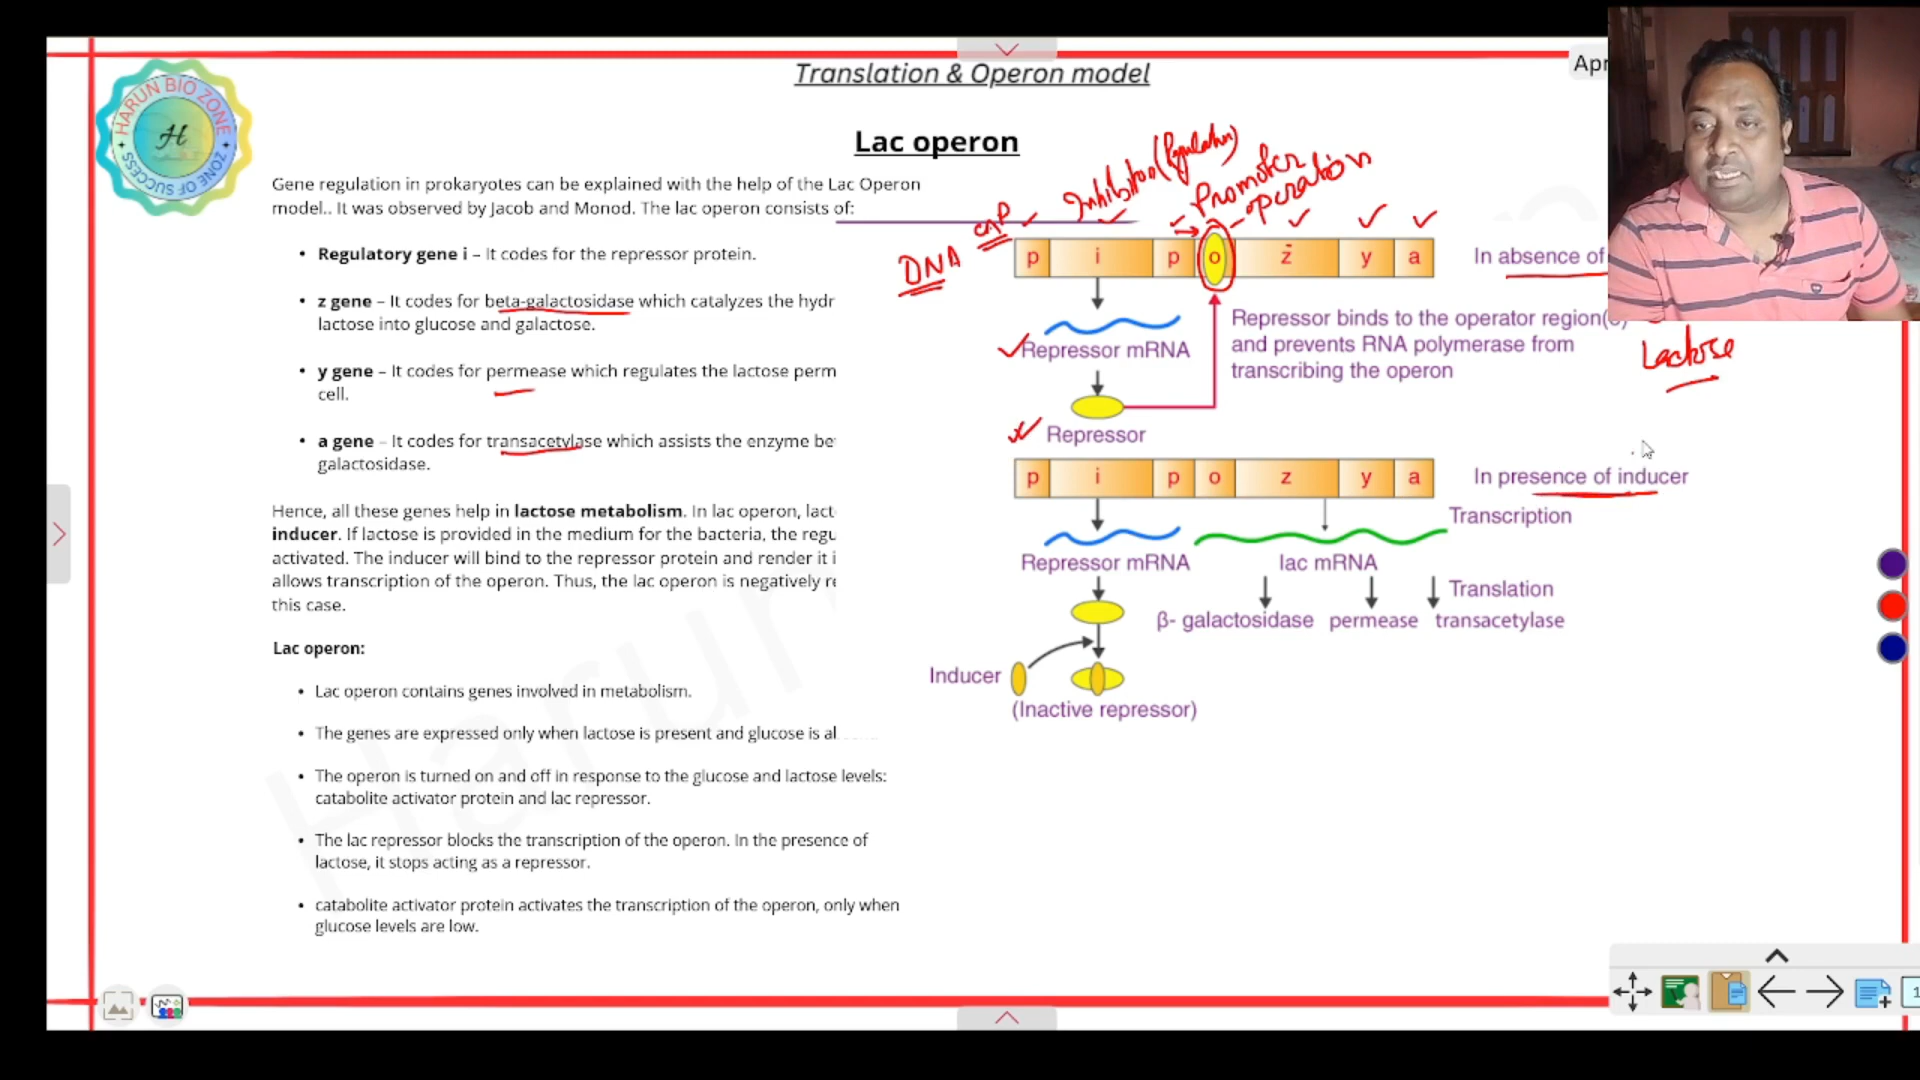 Translation & Operon model
Apr
HARUN BIO ZONE
H
ZONE OF SUCCESS
Lac operon
Gene regulation in prokaryotes can be explained with the help of the Lac Operon
model.. It was observed by Jacob and Monod. The lac operon consists of:
• Regulatory gene i – It codes for the repressor protein.
• z gene – It codes for beta-galactosidase which catalyzes the hydr
lactose into glucose and galactose.
• y gene – It codes for permease which regulates the lactose perm
cell.
• a gene – It codes for transacetylase which assists the enzyme be
galactosidase.
Hence, all these genes help in lactose metabolism. In lac operon, lact
inducer. If lactose is provided in the medium for the bacteria, the regu
activated. The inducer will bind to the repressor protein and render it i
allows transcription of the operon. Thus, the lac operon is negatively re
this case.
Lac operon:
• Lac operon contains genes involved in metabolism.
• The genes are expressed only when lactose is present and glucose is al
• The operon is turned on and off in response to the glucose and lactose levels:
catabolite activator protein and lac repressor.
• The lac repressor blocks the transcription of the operon. In the presence of
lactose, it stops acting as a repressor.
• catabolite activator protein activates the transcription of the operon, only when
glucose levels are low.
Inhibitor (Regulator)
Promoter
operation
DNA
p i p o z y a
In absence of
Repressor mRNA
Repressor binds to the operator region(o)
and prevents RNA polymerase from
transcribing the operon
Lactose
Repressor
p i p o z y a
In presence of inducer
Transcription
Repressor mRNA
lac mRNA
Translation
β- galactosidase permease transacetylase
Inducer
(Inactive repressor)
Harun
1